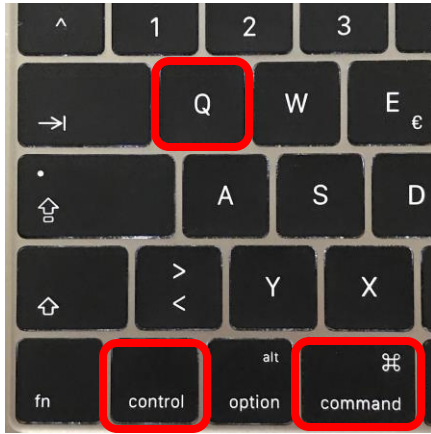 ^ 1 2 3
Q W E €
A S D
> < Y X
alt ⌘
fn control option command